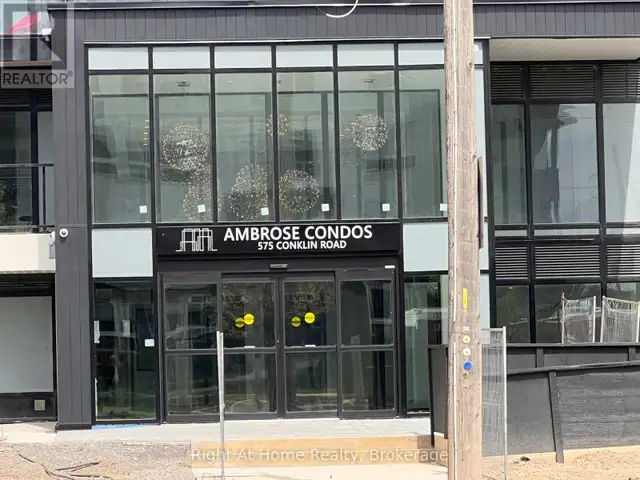 REALTOR®
AMBROSE CONDOS
575 CONKLIN ROAD
Right At Home Realty, Brokerage